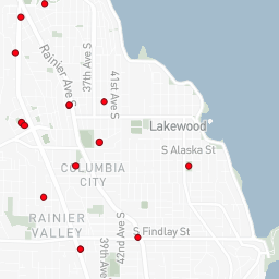 Rainier Ave S
37th Ave S
41st Ave S
Lakewood
S Alaska St
COLUMBIA
CITY
RAINIER
VALLEY
S Findlay St
42nd Ave S
39th Ave